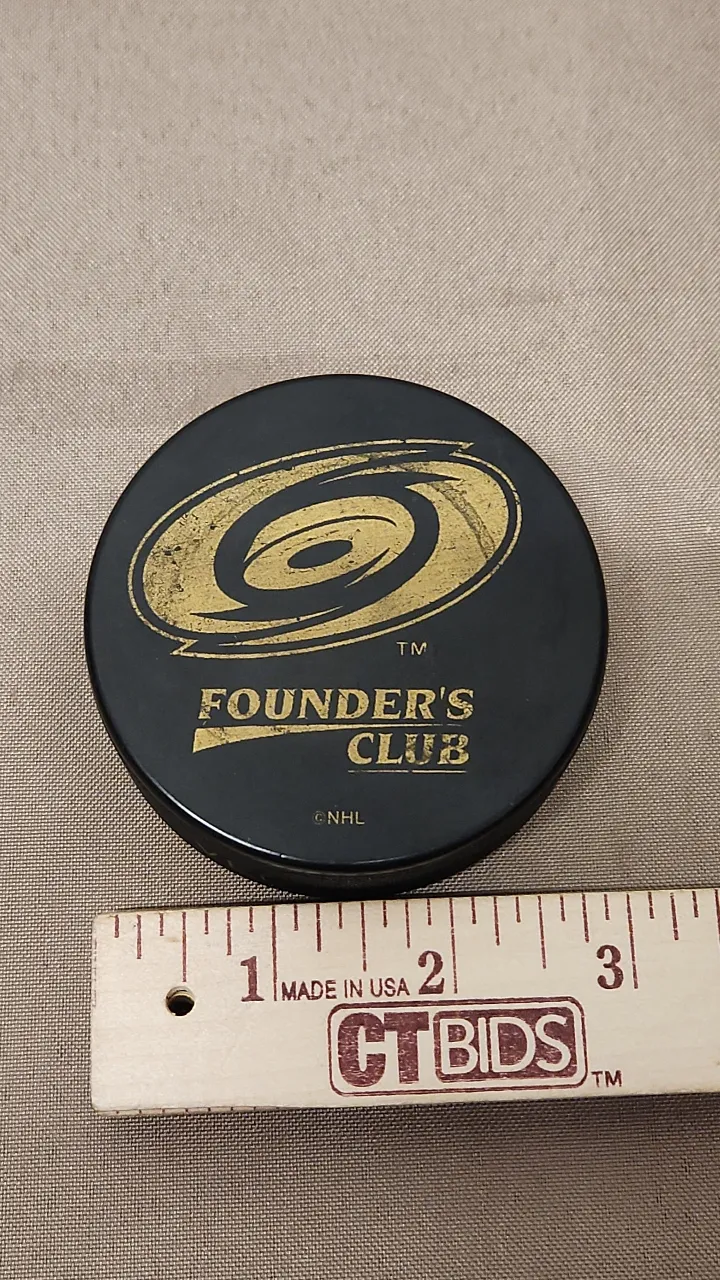 TM
FOUNDER'S
CLUB
©NHL
1 MADE IN USA 2 3
CTBIDS TM